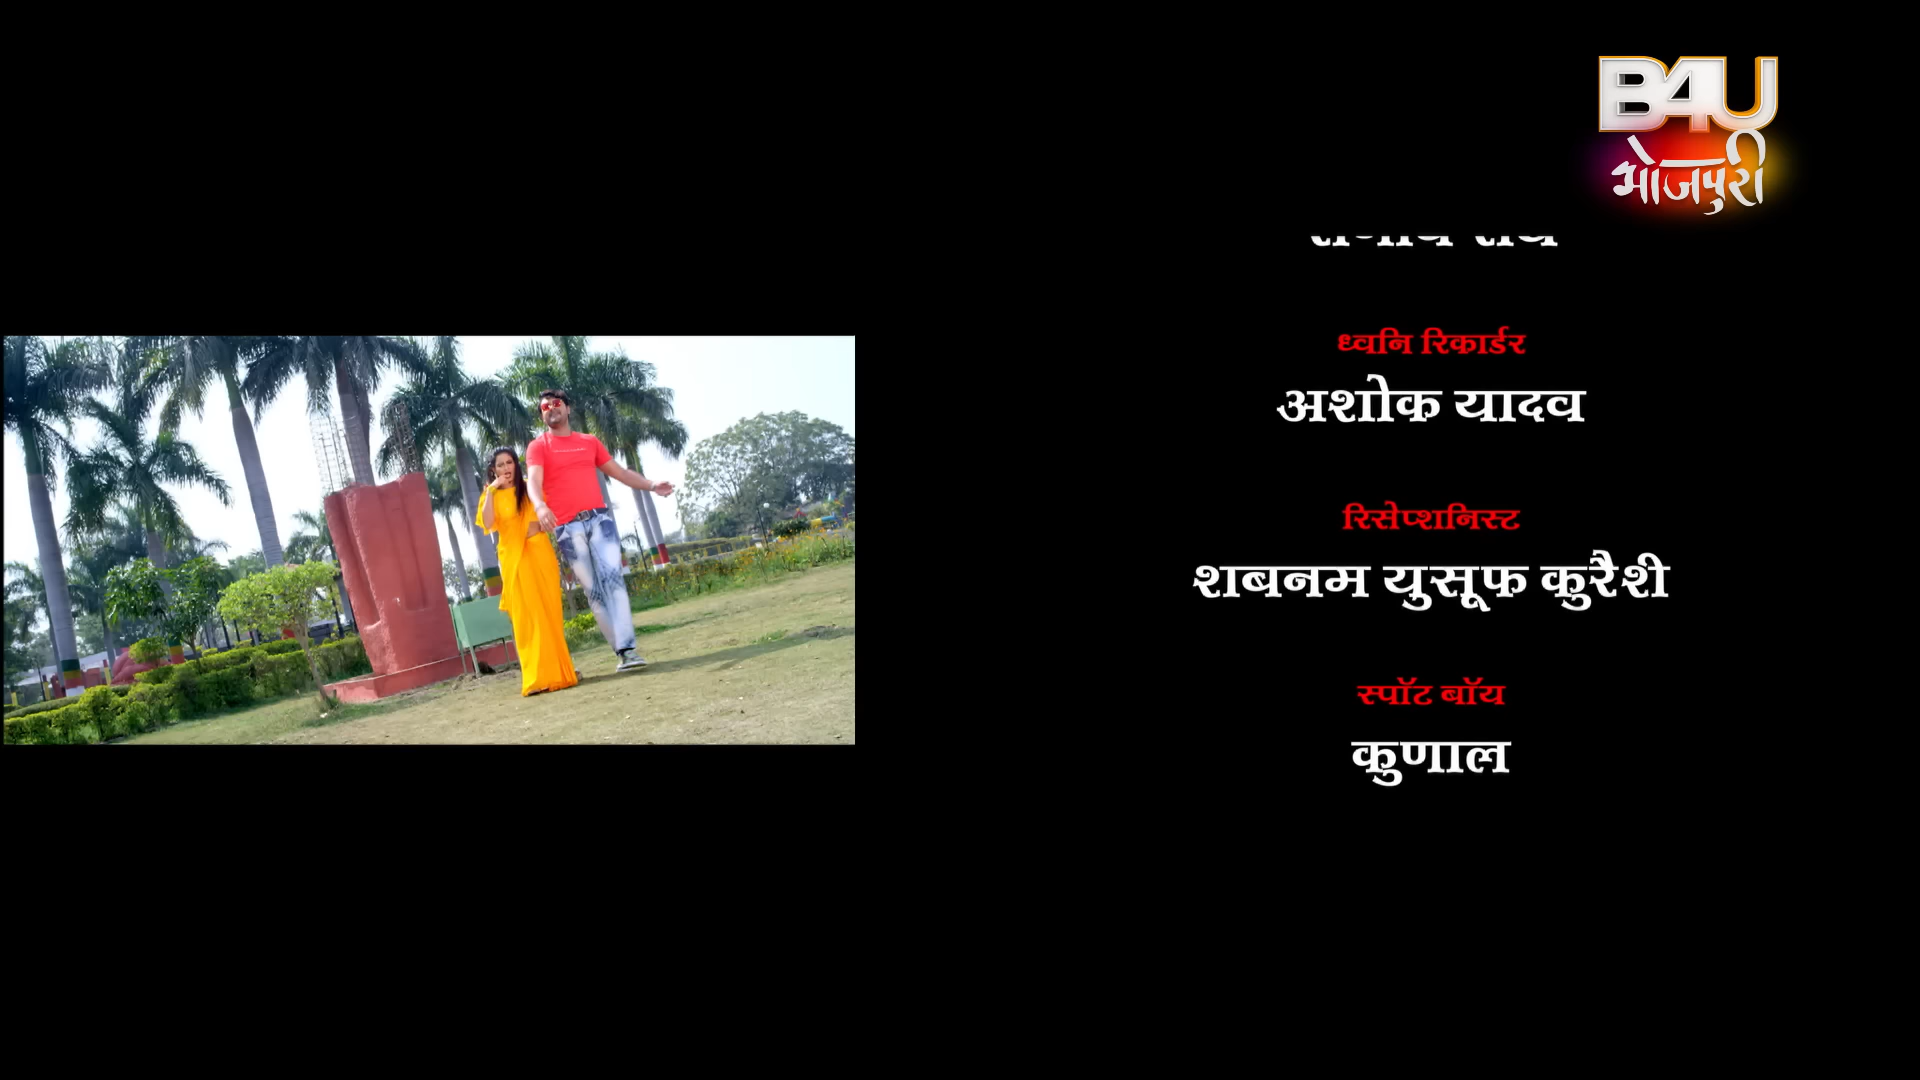 B4U
भोजपुरी
ध्वनि रिकार्डर
अशोक यादव
रिसेप्शनिस्ट
शबनम युसूफ कुरैशी
स्पॉट बॉय
कुणाल